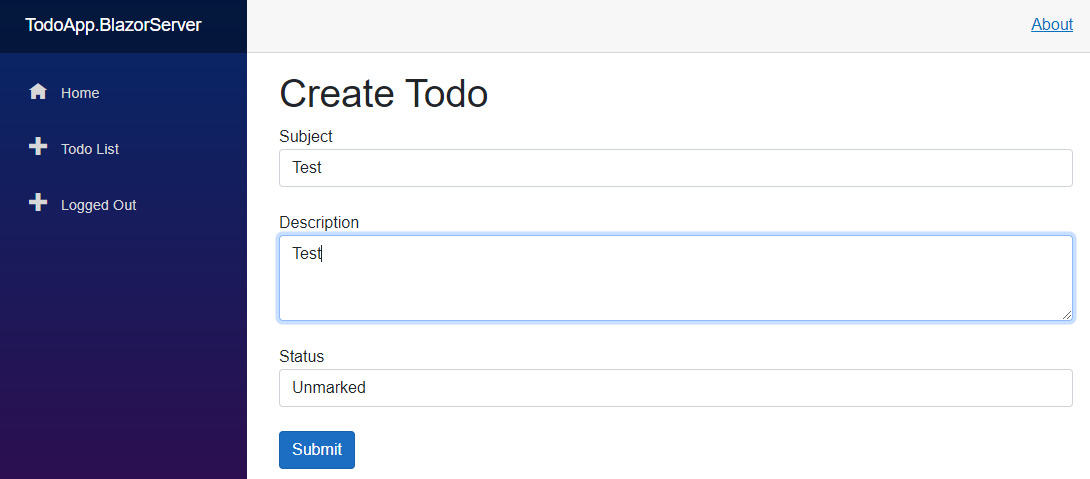 TodoApp.BlazorServer
About
Home
Todo List
Logged Out
Create Todo
Subject
Test
Description
Test
Status
Unmarked
Submit